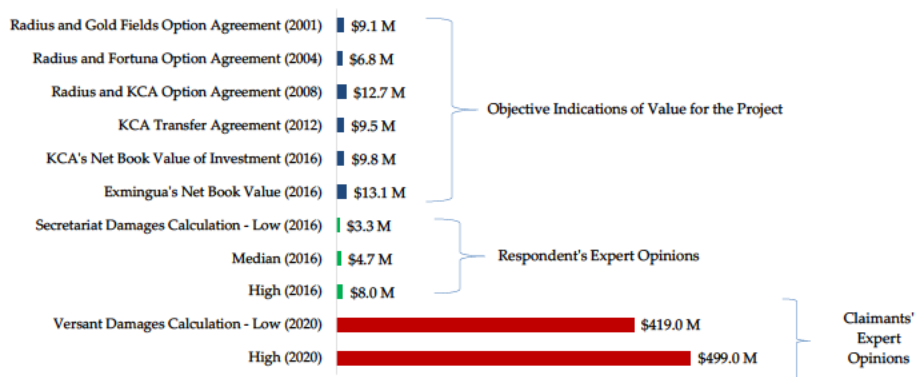 Radius and Gold Fields Option Agreement (2001) $9.1 M
Radius and Fortuna Option Agreement (2004) $6.8 M
Radius and KCA Option Agreement (2008) $12.7 M
Objective Indications of Value for the Project
KCA Transfer Agreement (2012) $9.5 M
KCA's Net Book Value of Investment (2016) $9.8 M
Exmingua's Net Book Value (2016) $13.1 M
Secretariat Damages Calculation - Low (2016) $3.3 M
Median (2016) $4.7 M
Respondent's Expert Opinions
High (2016) $8.0 M
Versant Damages Calculation - Low (2020) $419.0 M
High (2020) $499.0 M
Claimants'
Expert
Opinions